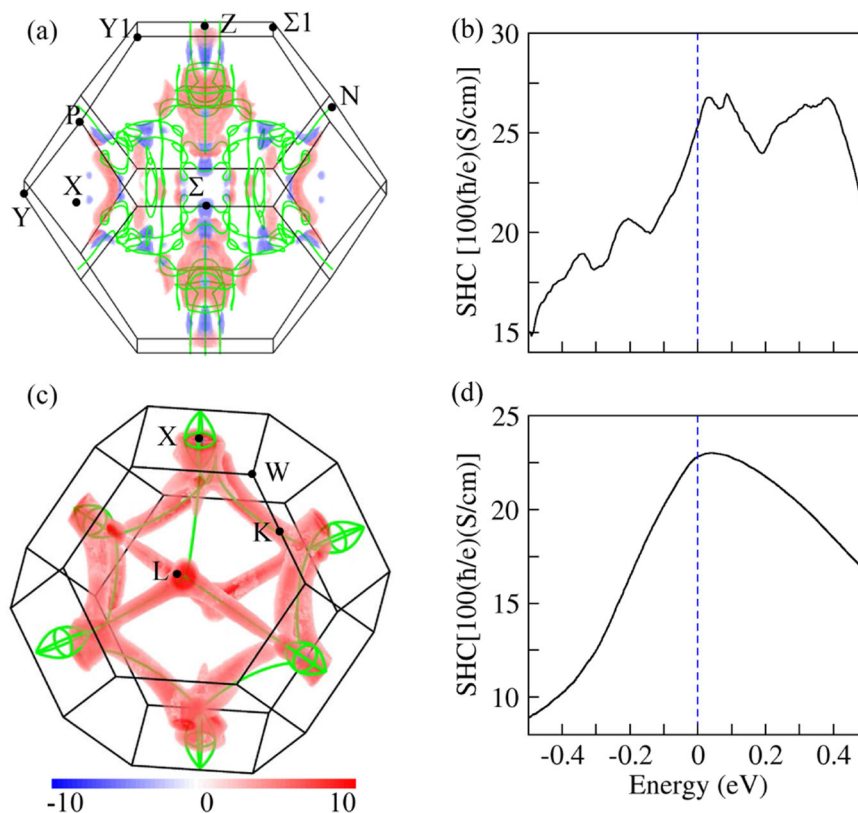 (a)
Y1
Z
Σ1
N
P
X
Y
Σ
(b)
30
25
20
15
SHC [100(ħ/e)(S/cm)]
(c)
X
W
K
L
-10 0 10
(d)
25
20
15
10
SHC[100(ħ/e)(S/cm)]
-0.4 -0.2 0 0.2 0.4
Energy (eV)